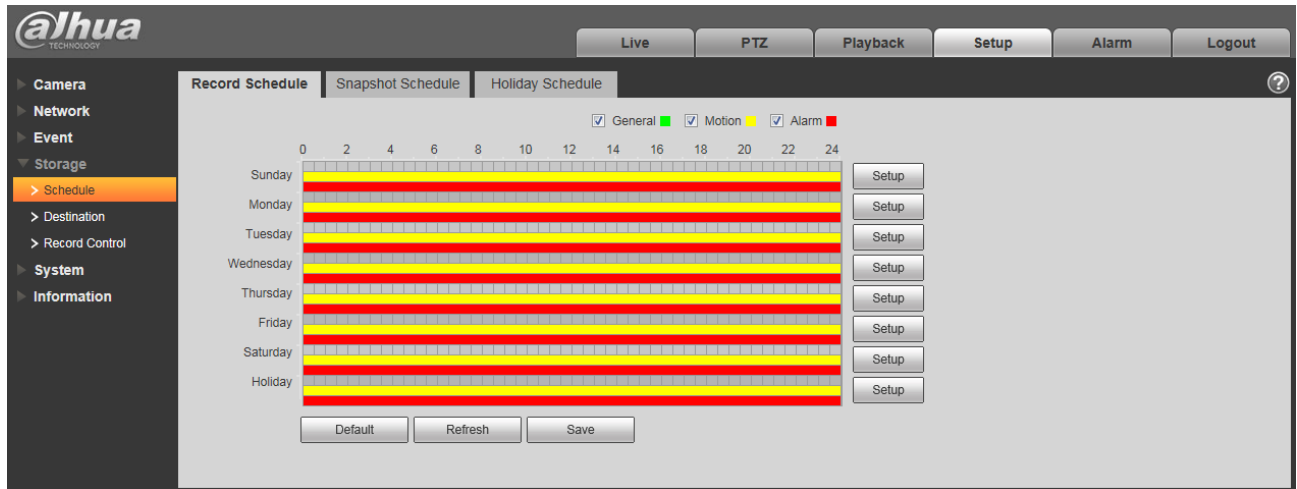 alhua
TECHNOLOGY
Live PTZ Playback Setup Alarm Logout
Camera
Network
Event
Storage
> Schedule
> Destination
> Record Control
System
Information
Record Schedule Snapshot Schedule Holiday Schedule ?
General Motion Alarm
0 2 4 6 8 10 12 14 16 18 20 22 24
Sunday Setup
Monday Setup
Tuesday Setup
Wednesday Setup
Thursday Setup
Friday Setup
Saturday Setup
Holiday Setup
Default Refresh Save